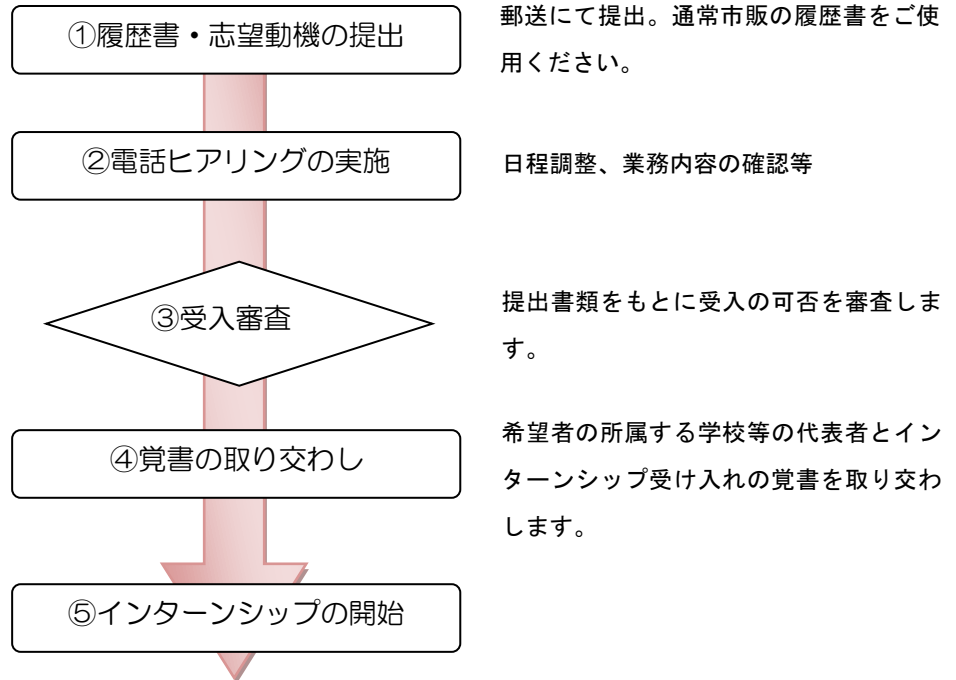 ①履歴書・志望動機の提出
郵送にて提出。通常市販の履歴書をご使
用ください。
②電話ヒアリングの実施
日程調整、業務内容の確認等
③受入審査
提出書類をもとに受入の可否を審査しま
す。
④覚書の取り交わし
希望者の所属する学校等の代表者とイン
ターンシップ受け入れの覚書を取り交わ
します。
⑤インターンシップの開始